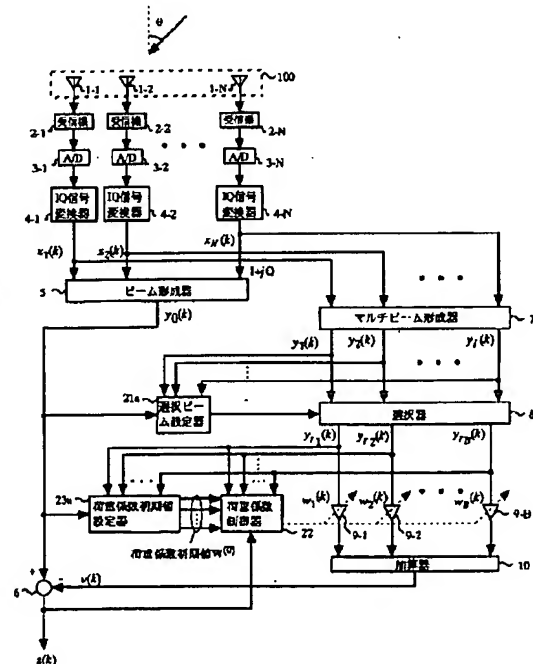 θ
100
1-1
1-2
1-N
受信機
受信機
受信機
2-1
2-2
2-N
A/D
A/D
A/D
3-1
3-2
3-N
IQ信号
変換器
IQ信号
変換器
IQ信号
変換器
4-1
4-2
4-N
x1(k)
x2(k)
xN(k)
I+jQ
5
ビーム形成器
y0(k)
マルチビーム形成器
7
y1(k)
y2(k)
yI(k)
21a
選択ビー
ム設定器
選択器
8
yr1(k)
yr2(k)
yrB(k)
23a
荷重係数初期値
設定器
荷重係数
制御器
22
w1(k)
w2(k)
wB(k)
9-1
9-2
9-B
荷重係数初期値W(0)
加算器
10
+
-
v(k)
6
z(k)